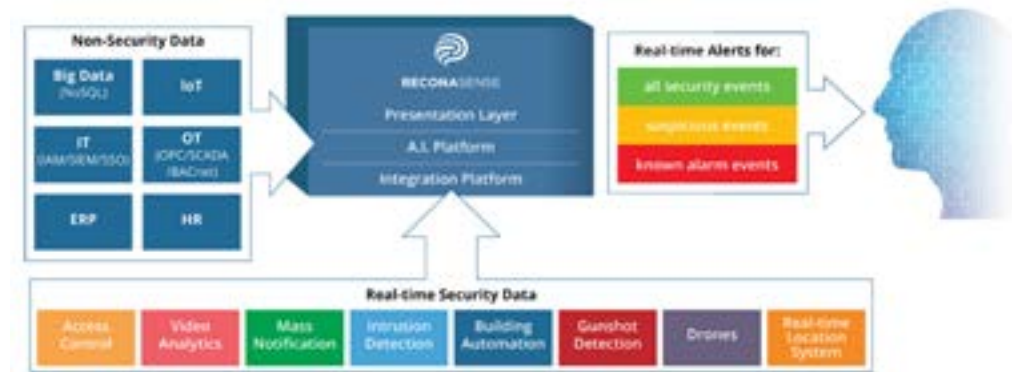 Non-Security Data
Big Data
(NoSQL)
IoT
IT
(IAM/SIEM/SSO)
OT
(OPC/SCADA
/BACnet)
ERP
HR
RECONASENSE
Presentation Layer
A.I. Platform
Integration Platform
Real-time Alerts for:
all security events
suspicious events
known alarm events
Real-time Security Data
Access
Control
Video
Analytics
Mass
Notification
Intrusion
Detection
Building
Automation
Gunshot
Detection
Drones
Real-time
Location
System